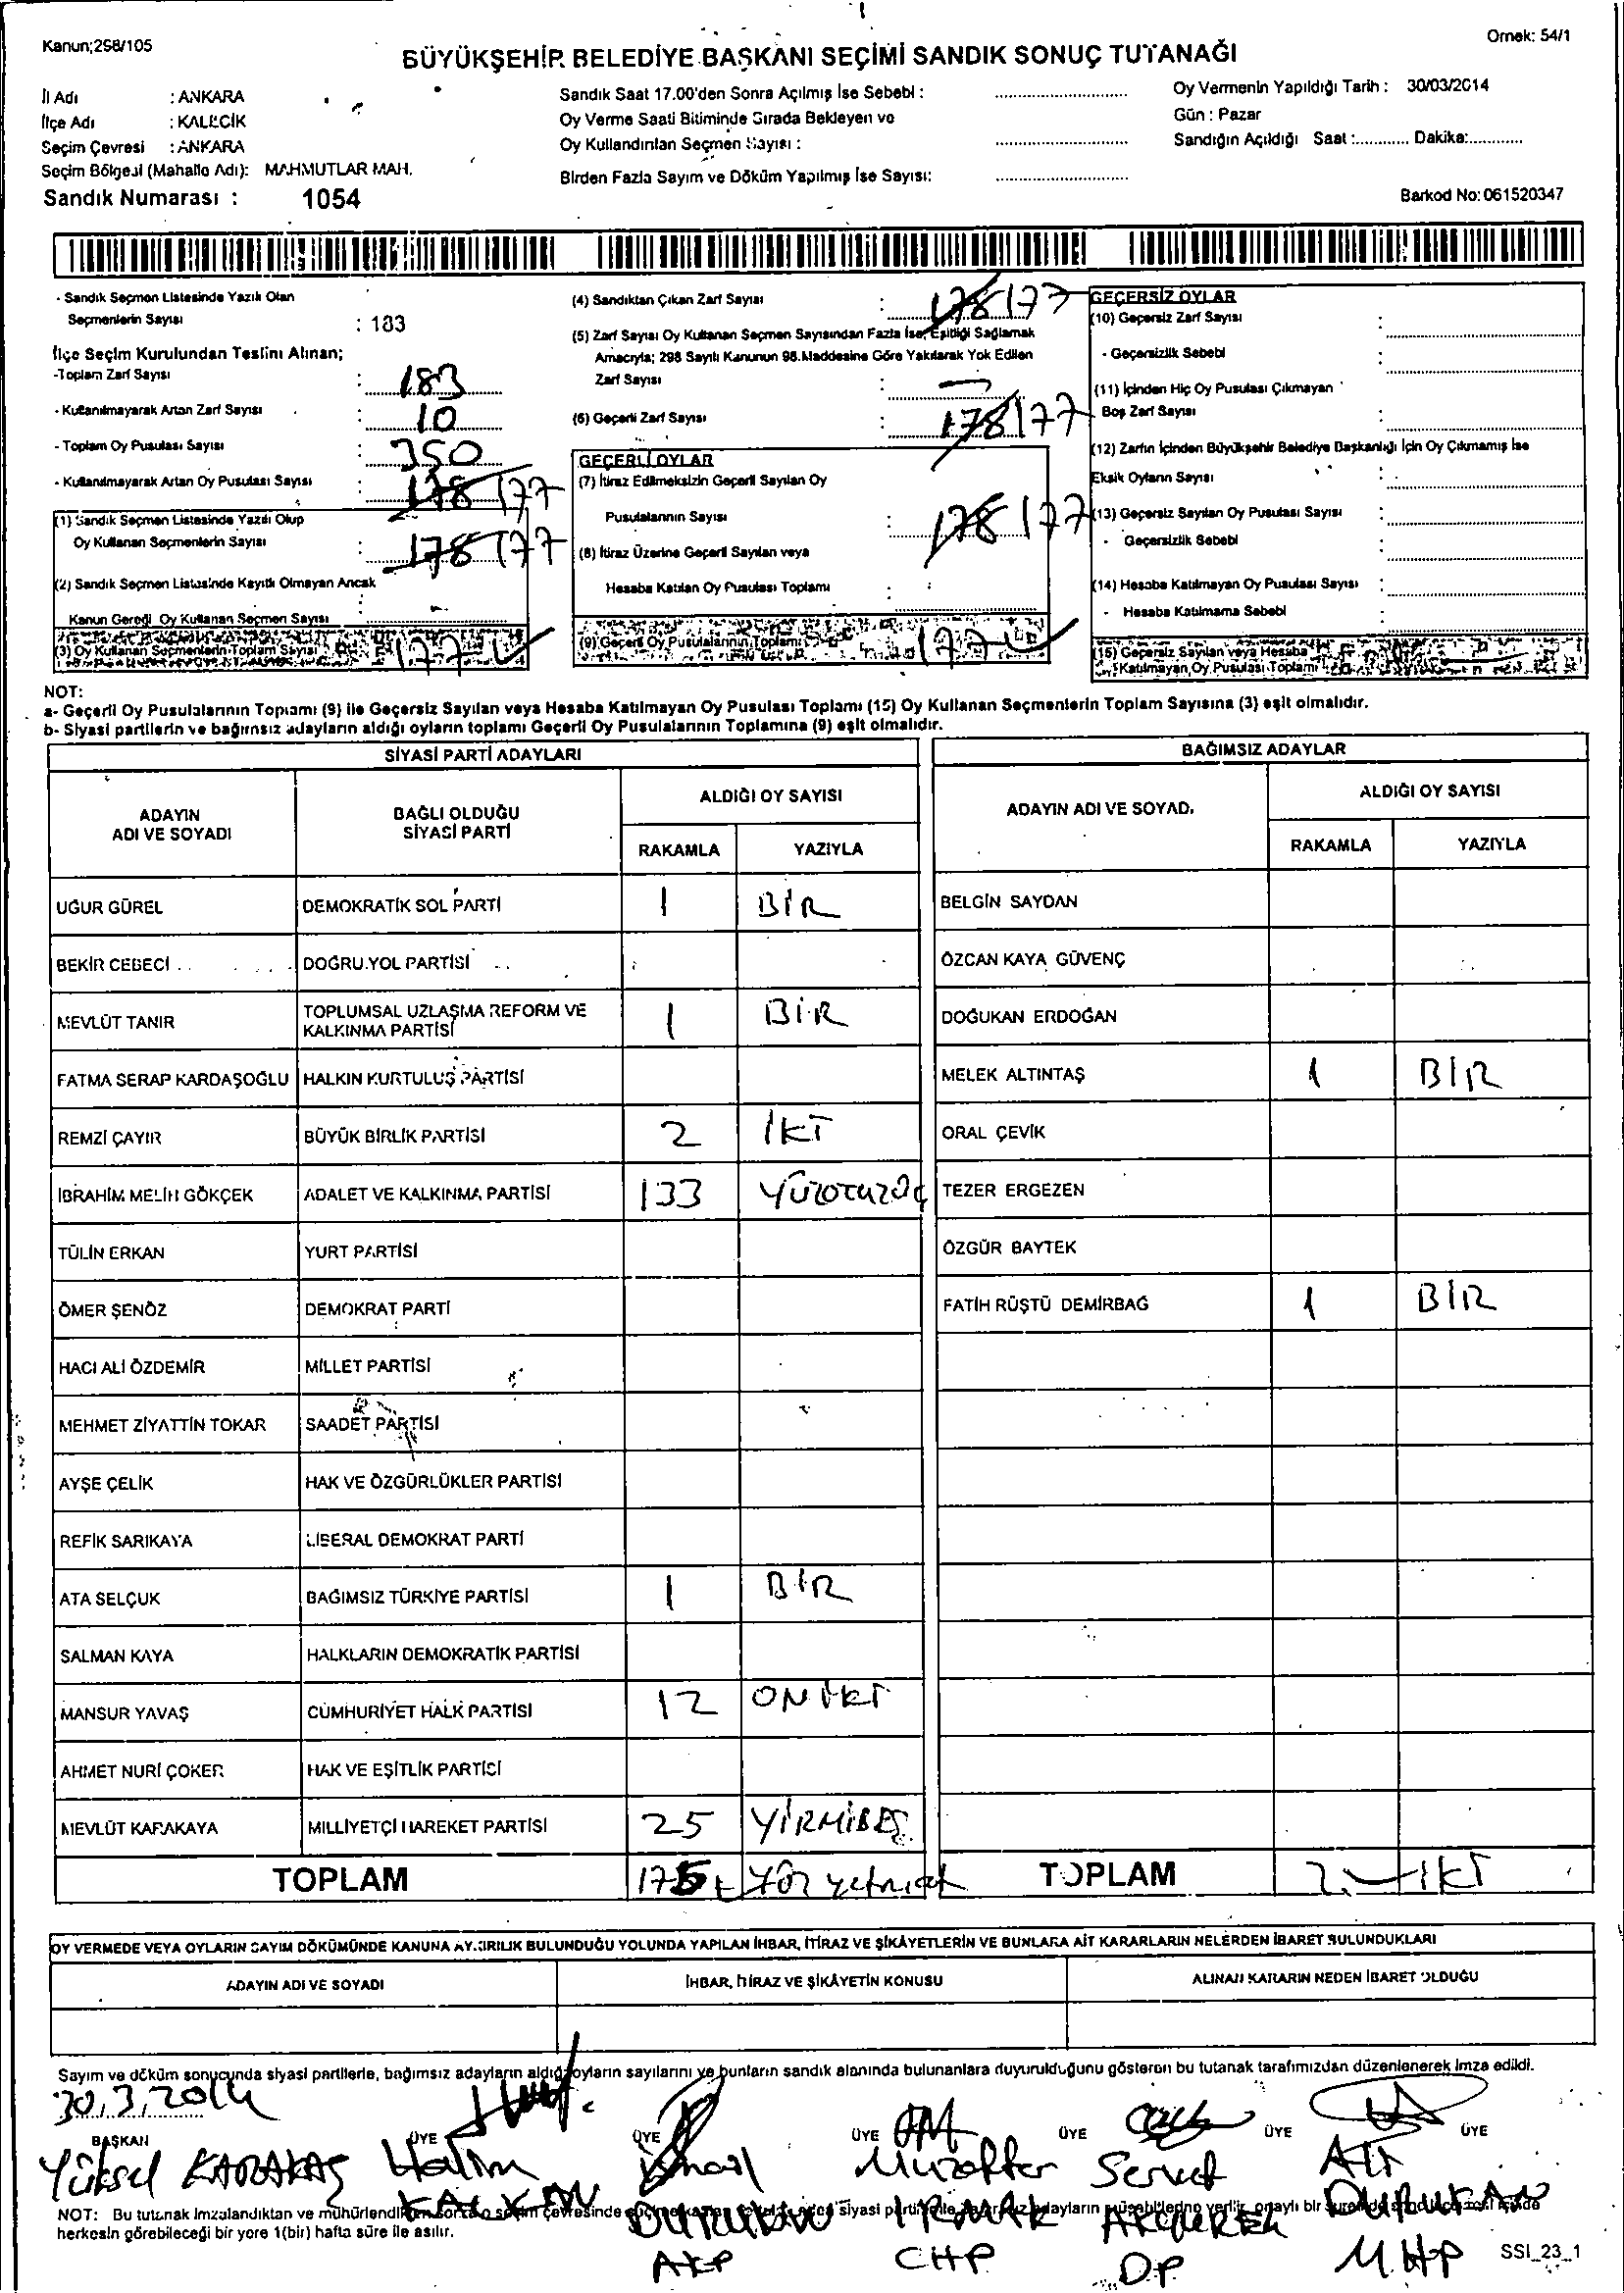 Kanun;298/105
Örnek: 54/1
BÜYÜKŞEHİR BELEDİYE BAŞKANI SEÇİMİ SANDIK SONUÇ TUTANAĞI
İl Adı : ANKARA
İlçe Adı : KALECİK
Seçim Çevresi : ANKARA
Seçim Bölgesi (Mahalle Adı): MAHMUTLAR MAH.
Sandık Numarası : 1054
Sandık Saat 17.00'den Sonra Açılmış İse Sebebi :
Oy Verme Saati Bitiminde Sırada Bekleyen ve
Oy Kullandırılan Seçmen Sayısı :
Birden Fazla Sayım ve Döküm Yapılmış İse Sayısı:
Oy Vermenin Yapıldığı Tarih : 30/03/2014
Gün : Pazar
Sandığın Açıldığı Saat :............ Dakika:............
Barkod No: 061520347
- Sandık Seçmen Listesinde Yazılı Olan
Seçmenlerin Sayısı : 183
İlçe Seçim Kurulundan Teslim Alınan;
-Toplam Zarf Sayısı : 183
- Kullanılmayarak Artan Zarf Sayısı : 10
- Toplam Oy Pusulası Sayısı : 350
- Kullanılmayarak Artan Oy Pusulası Sayısı : 178 177
(1) Sandık Seçmen Listesinde Yazılı Olup
Oy Kullanan Seçmenlerin Sayısı : 178 177
(2) Sandık Seçmen Listesinde Kayıtlı Olmayan Ancak
Kanun Gereği Oy Kullanan Seçmen Sayısı :
(3) Oy Kullanan Seçmenlerin Toplam Sayısı 177
(4) Sandıktan Çıkan Zarf Sayısı : 178 177
(5) Zarf Sayısı Oy Kullanan Seçmen Sayısından Fazla İse, Eşitliği Sağlamak
Amacıyla; 298 Sayılı Kanunun 98.Maddesine Göre Yakılarak Yok Edilen
Zarf Sayısı : —
(6) Geçerli Zarf Sayısı : 178 177
GEÇERLİ OYLAR
(7) İtiraz Edilmeksizin Geçerli Sayılan Oy
Pusulalarının Sayısı : 178 177
(8) İtiraz Üzerine Geçerli Sayılan veya
Hesaba Katılan Oy Pusulası Toplamı :
(9) Geçerli Oy Pusulalarının Toplamı 177
GEÇERSİZ OYLAR
(10) Geçersiz Zarf Sayısı :
- Geçersizlik Sebebi :
(11) İçinden Hiç Oy Pusulası Çıkmayan
Boş Zarf Sayısı :
(12) Zarfın İçinden Büyükşehir Belediye Başkanlığı İçin Oy Çıkmamış İse
Eksik Oyların Sayısı :
(13) Geçersiz Sayılan Oy Pusulası Sayısı :
- Geçersizlik Sebebi :
(14) Hesaba Katılmayan Oy Pusulası Sayısı :
- Hesaba Katılmama Sebebi :
(15) Geçersiz Sayılan veya Hesaba
Katılmayan Oy Pusulası Toplamı
NOT:
a- Geçerli Oy Pusulalarının Toplamı (9) ile Geçersiz Sayılan veya Hesaba Katılmayan Oy Pusulası Toplamı (15) Oy Kullanan Seçmenlerin Toplam Sayısına (3) eşit olmalıdır.
b- Siyasi partilerin ve bağımsız adayların aldığı oyların toplamı Geçerli Oy Pusulalarının Toplamına (9) eşit olmalıdır.
SİYASİ PARTİ ADAYLARI
ADAYIN ADI VE SOYADI
BAĞLI OLDUĞU SİYASİ PARTİ
ALDIĞI OY SAYISI
RAKAMLA YAZIYLA
UĞUR GÜREL DEMOKRATİK SOL PARTİ 1 BİR
BEKİR CEBECİ DOĞRU YOL PARTİSİ
MEVLÜT TANIR TOPLUMSAL UZLAŞMA REFORM VE KALKINMA PARTİSİ 1 BİR
FATMA SERAP KARDAŞOĞLU HALKIN KURTULUŞ PARTİSİ
REMZİ ÇAYIR BÜYÜK BİRLİK PARTİSİ 2 İKİ
İBRAHİM MELİH GÖKÇEK ADALET VE KALKINMA PARTİSİ 133 YÜZOTUZÜÇ
TÜLİN ERKAN YURT PARTİSİ
ÖMER ŞENÖZ DEMOKRAT PARTİ
HACI ALİ ÖZDEMİR MİLLET PARTİSİ
MEHMET ZİYATTİN TOKAR SAADET PARTİSİ
AYŞE ÇELİK HAK VE ÖZGÜRLÜKLER PARTİSİ
REFİK SARIKAYA LİBERAL DEMOKRAT PARTİ
ATA SELÇUK BAĞIMSIZ TÜRKİYE PARTİSİ 1 BİR
SALMAN KAYA HALKLARIN DEMOKRATİK PARTİSİ
MANSUR YAVAŞ CUMHURİYET HALK PARTİSİ 12 ONİKİ
AHMET NURİ ÇOKER HAK VE EŞİTLİK PARTİSİ
MEVLÜT KARAKAYA MİLLİYETÇİ HAREKET PARTİSİ 25 YİRMİBEŞ
TOPLAM 175
BAĞIMSIZ ADAYLAR
ADAYIN ADI VE SOYADI
ALDIĞI OY SAYISI
RAKAMLA YAZIYLA
BELGİN SAYDAN
ÖZCAN KAYA GÜVENÇ
DOĞUKAN ERDOĞAN
MELEK ALTINTAŞ 1 BİR
ORAL ÇEVİK
TEZER ERGEZEN
ÖZGÜR BAYTEK
FATİH RÜŞTÜ DEMİRBAĞ 1 BİR
TOPLAM 2 İKİ
OY VERMEDE VEYA OYLARIN SAYIM DÖKÜMÜNDE KANUNA AYKIRILIK BULUNDUĞU YOLUNDA YAPILAN İHBAR, İTİRAZ VE ŞİKÂYETLERİN VE BUNLARA AİT KARARLARIN NELERDEN İBARET BULUNDUKLARI
ADAYIN ADI VE SOYADI
İHBAR, İTİRAZ VE ŞİKÂYETİN KONUSU
ALINAN KARARIN NEDEN İBARET OLDUĞU
Sayım ve döküm sonucunda siyasi partilerle, bağımsız adayların aldığı oyların sayılarını ve bunların sandık alanında bulunanlara duyurulduğunu gösteren bu tutanak tarafımızdan düzenlenerek imza edildi.
30.3.2014
BAŞKAN ÜYE ÜYE ÜYE ÜYE ÜYE ÜYE
Yüksel KARAKAŞ Halim KALKAN İsmail DURUKAN AKP Muzaffer IRMAK CHP Servet DP Ali DURUKAN MHP
NOT: Bu tutanak imzalandıktan ve mühürlendikten sonra o seçim çevresinde siyasi partilerle adayların müşahitlerine verilir, onaylı bir
herkesin görebileceği bir yere 1(bir) hafta süre ile asılır.
SSI_23_1